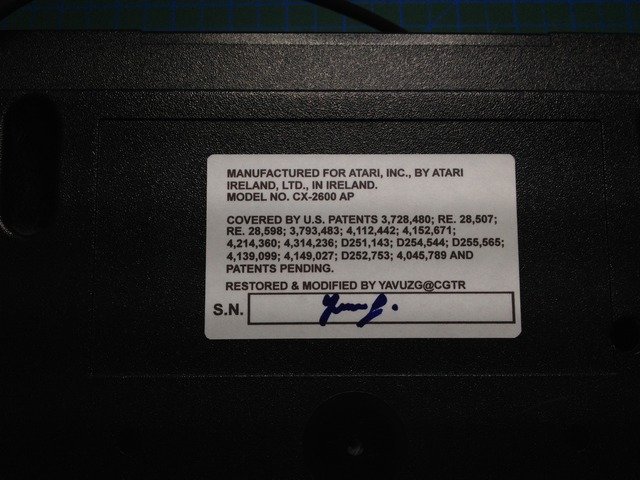 MANUFACTURED FOR ATARI, INC., BY ATARI
IRELAND, LTD., IN IRELAND.
MODEL NO. CX-2600 AP
COVERED BY U.S. PATENTS 3,728,480; RE. 28,507;
RE. 28,598; 3,793,483; 4,112,442; 4,152,671;
4,214,360; 4,314,236; D251,143; D254,544; D255,565;
4,139,099; 4,149,027; D252,753; 4,045,789 AND
PATENTS PENDING.
RESTORED & MODIFIED BY YAVUZG@CGTR
S.N.